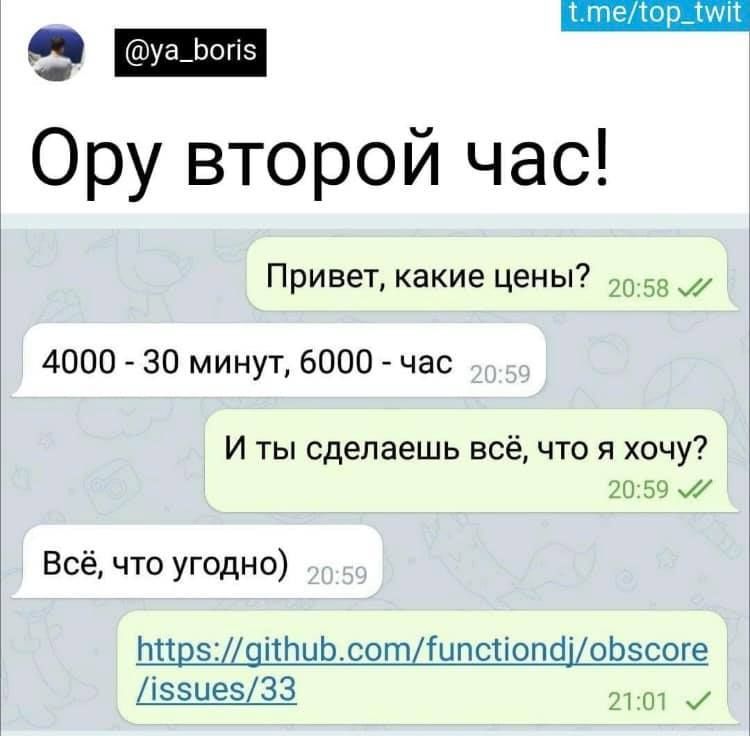 t.me/top_twit
@ya_boris
Ору второй час!
Привет, какие цены? 20:58
4000 - 30 минут, 6000 - час 20:59
И ты сделаешь всё, что я хочу?
20:59
Всё, что угодно) 20:59
https://github.com/functiondj/obscore
/issues/33
21:01